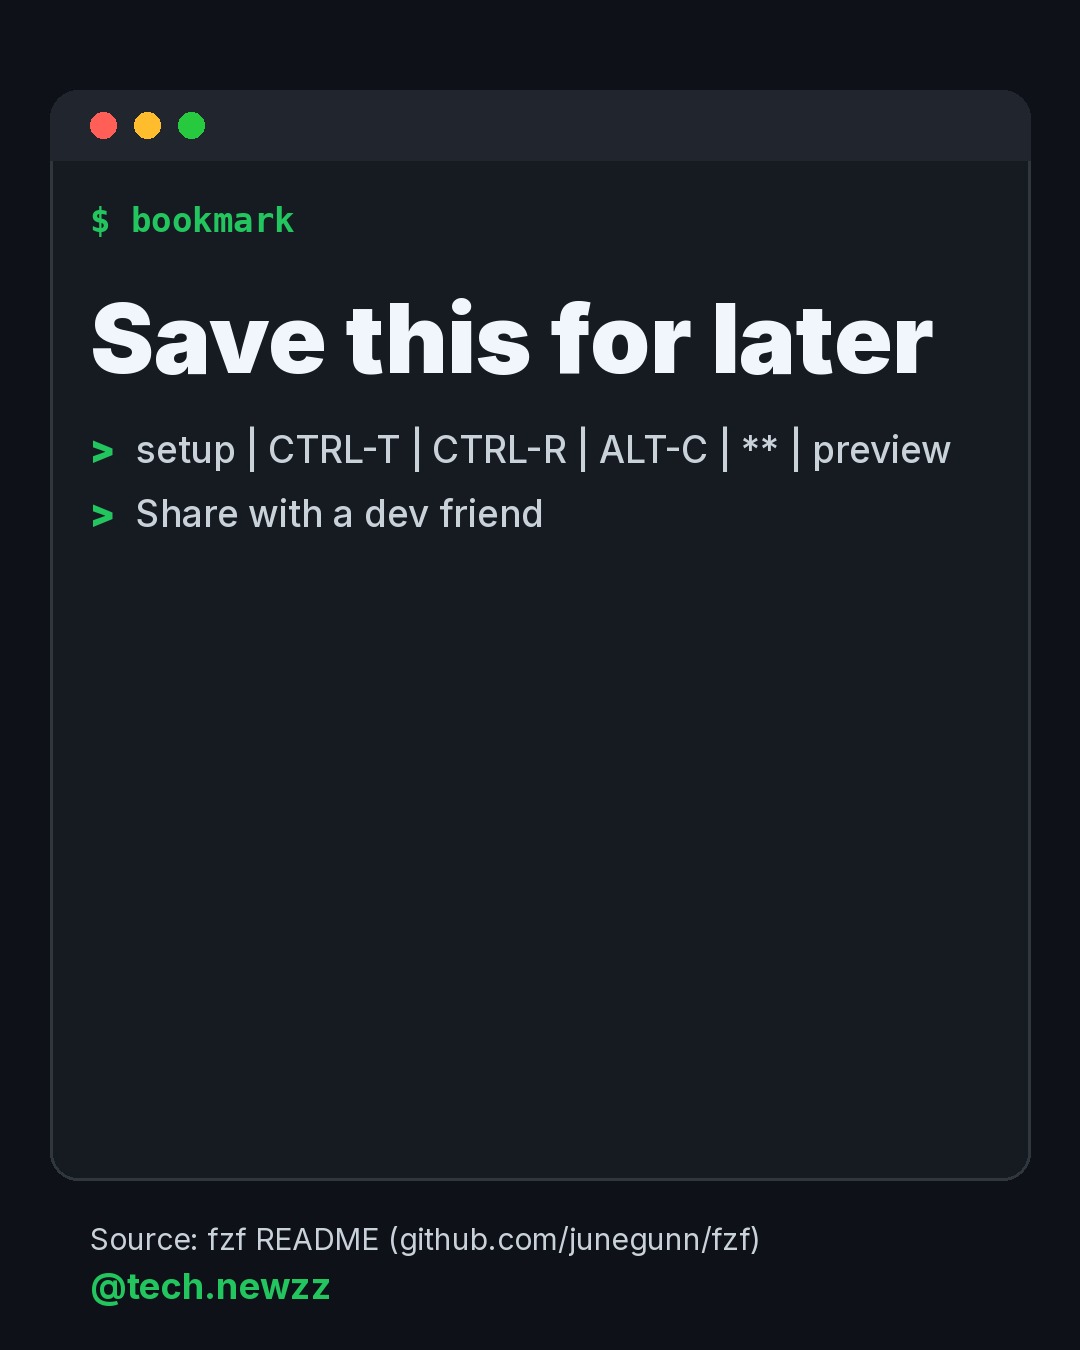 $ bookmark
Save this for later
> setup | CTRL-T | CTRL-R | ALT-C | ** | preview
> Share with a dev friend
Source: fzf README (github.com/junegunn/fzf)
@tech.newzz